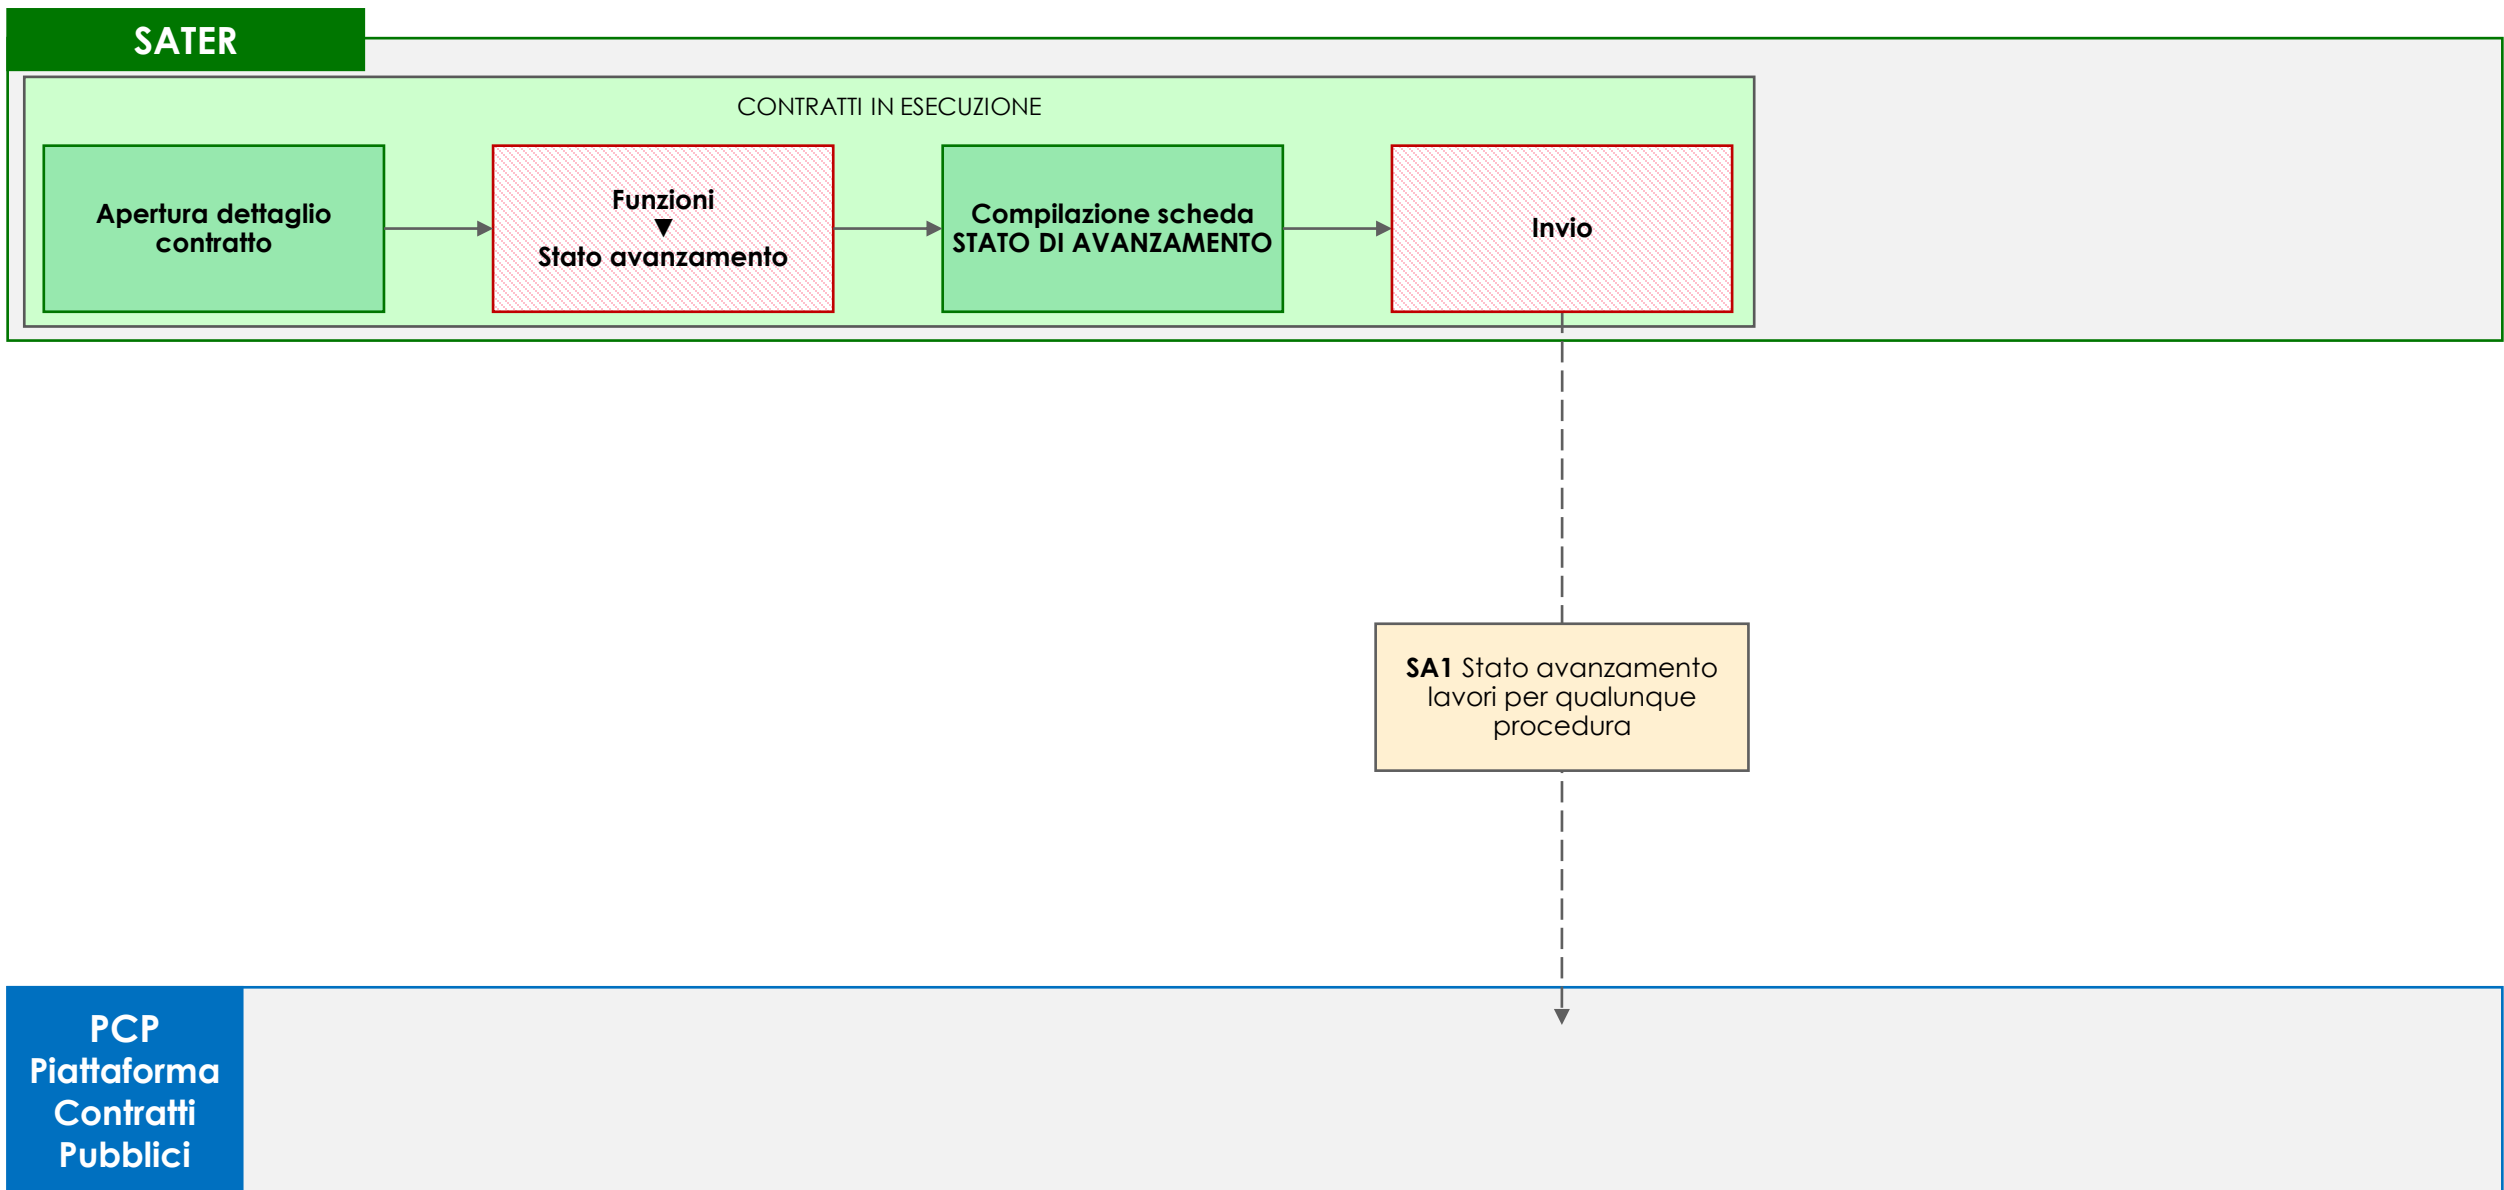 SATER
CONTRATTI IN ESECUZIONE
Apertura dettaglio
contratto
Funzioni
▼
Stato avanzamento
Compilazione scheda
STATO DI AVANZAMENTO
Invio
SA1 Stato avanzamento
lavori per qualunque
procedura
PCP
Piattaforma
Contratti
Pubblici